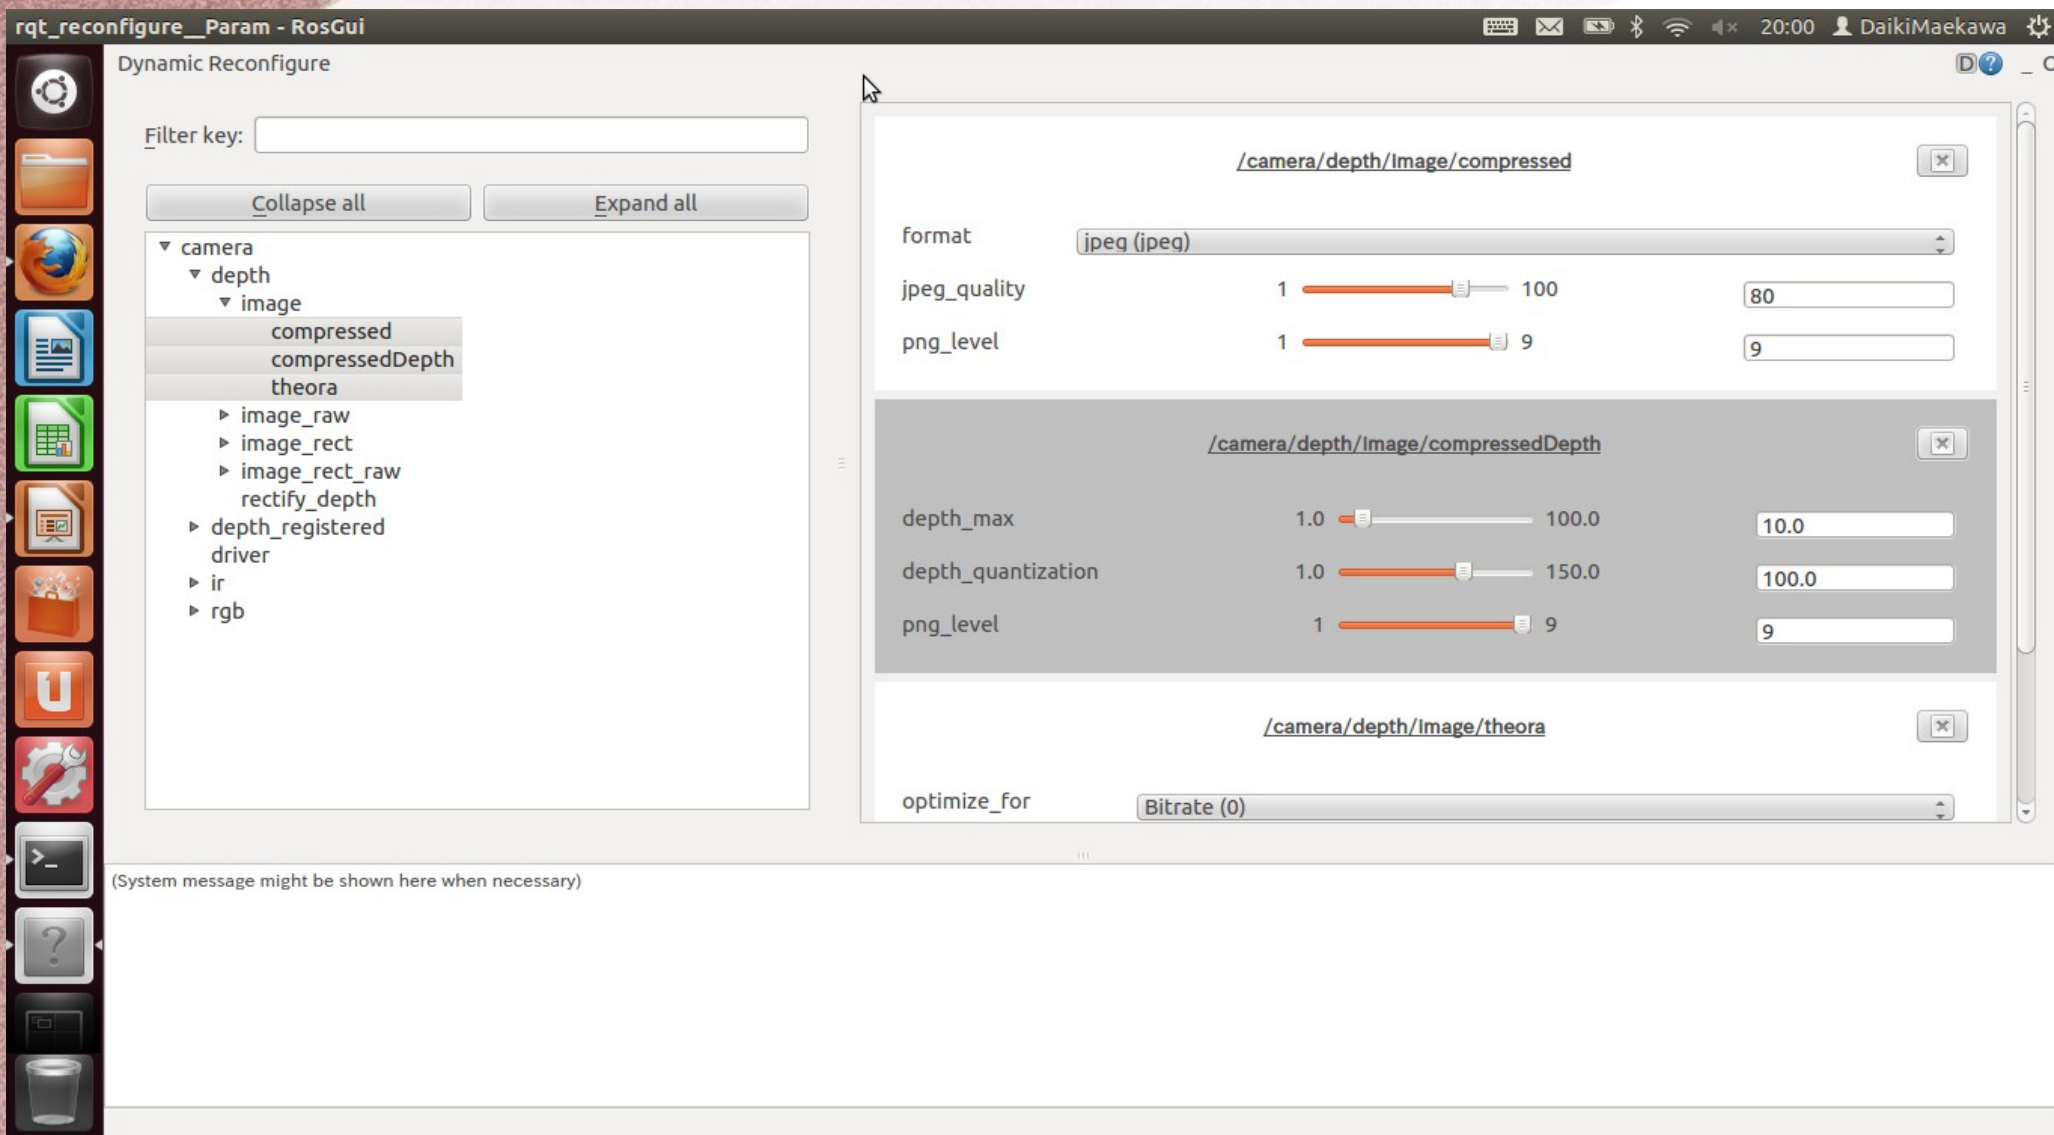 rqt_reconfigure__Param - RosGui
20:00 DaikiMaekawa
Dynamic Reconfigure
D ? _ O
Filter key:
Collapse all Expand all
camera
depth
image
compressed
compressedDepth
theora
image_raw
image_rect
image_rect_raw
rectify_depth
depth_registered
driver
ir
rgb
/camera/depth/image/compressed
format jpeg (jpeg)
jpeg_quality 1 100 80
png_level 1 9 9
/camera/depth/image/compressedDepth
depth_max 1.0 100.0 10.0
depth_quantization 1.0 150.0 100.0
png_level 1 9 9
/camera/depth/image/theora
optimize_for Bitrate (0)
(System message might be shown here when necessary)